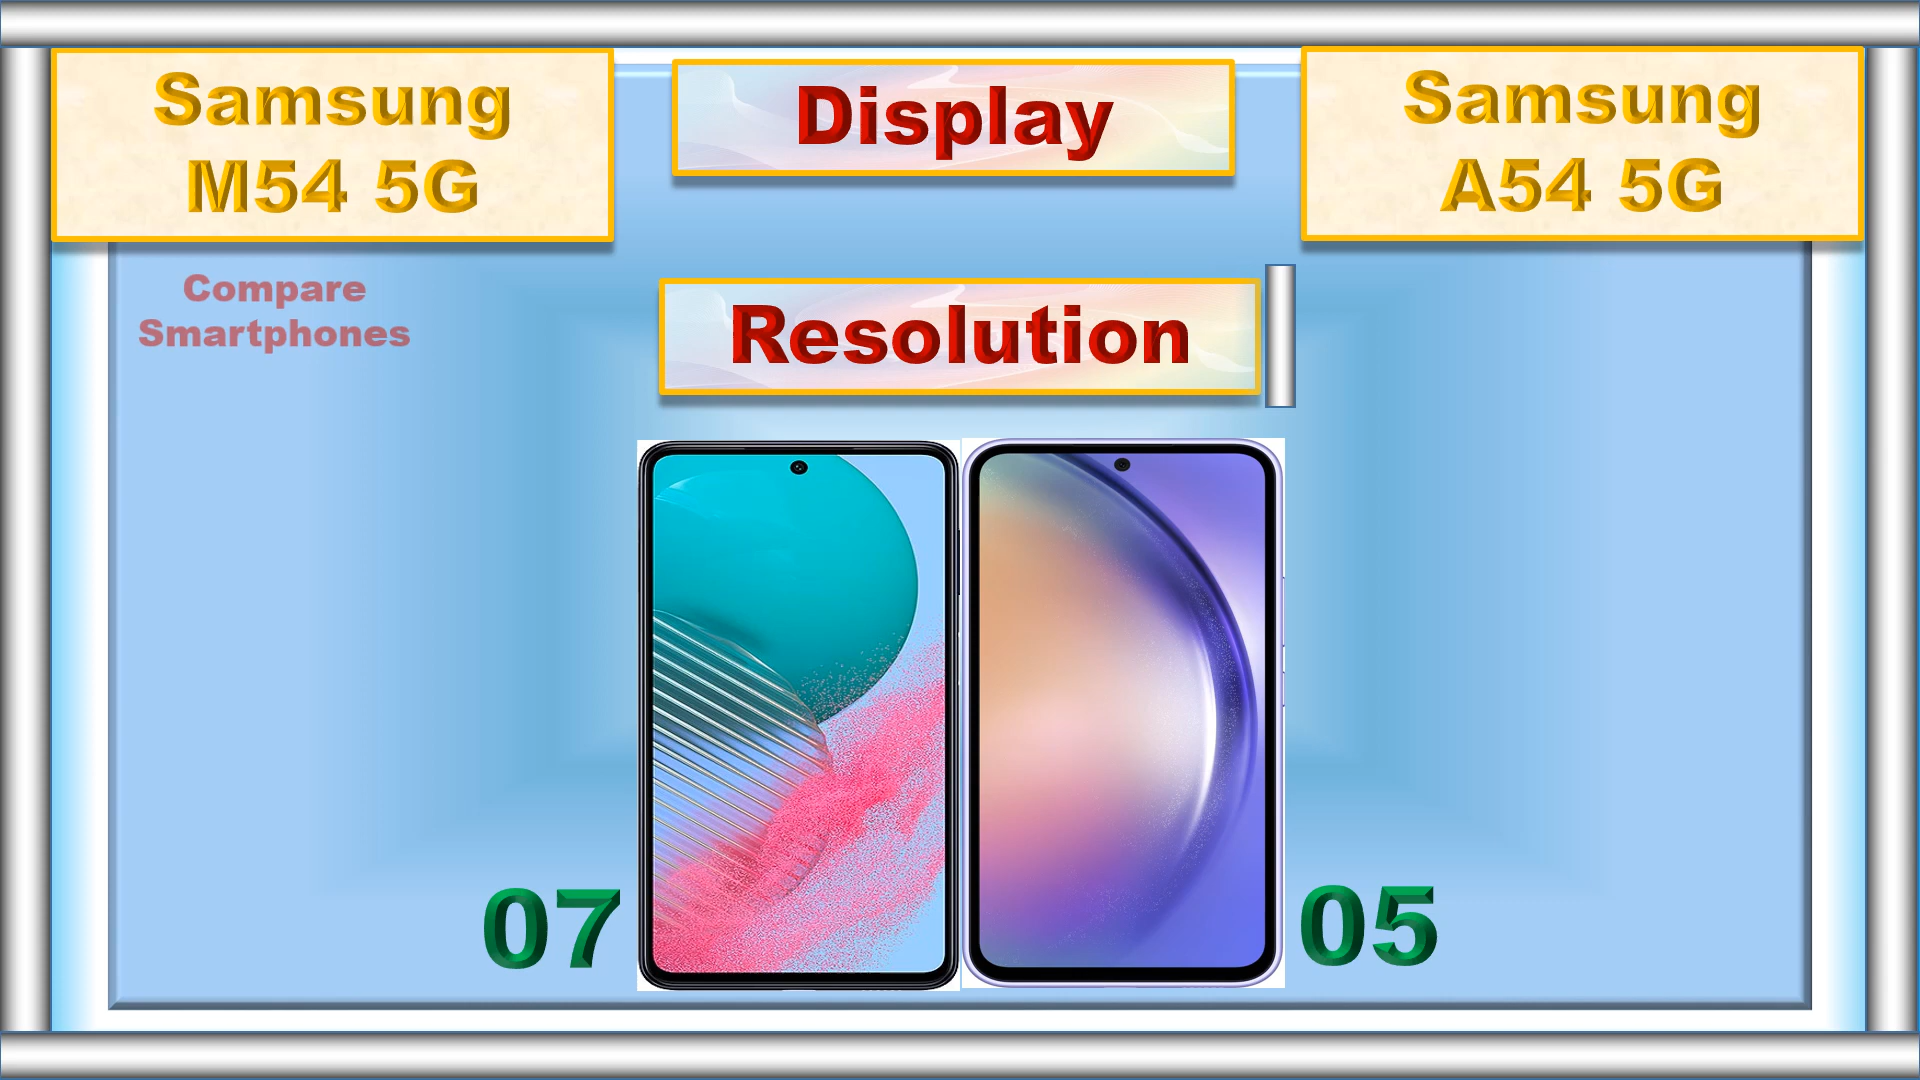 Samsung
M54 5G
Display
Samsung
A54 5G
Compare
Smartphones
Resolution
07
05